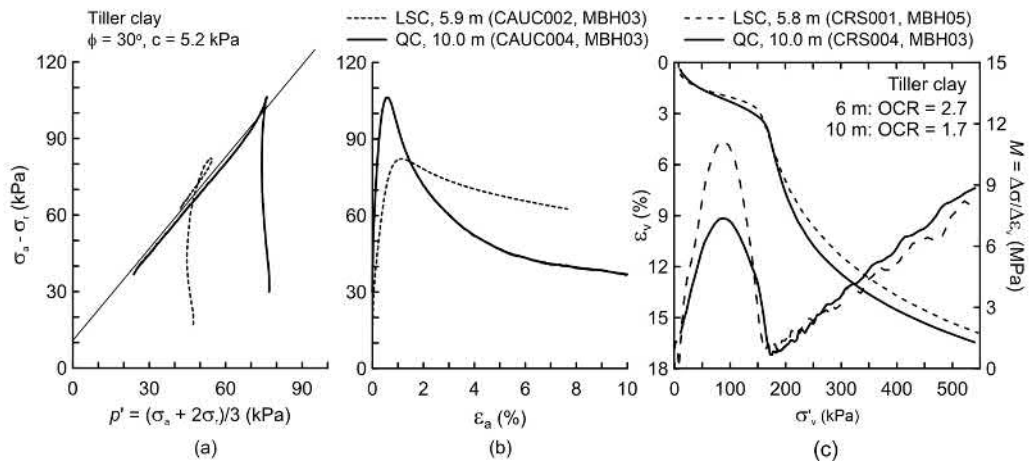 Tiller clay
ϕ = 30°, c = 5.2 kPa
LSC, 5.9 m (CAUC002, MBH03)
QC, 10.0 m (CAUC004, MBH03)
LSC, 5.8 m (CRS001, MBH05)
QC, 10.0 m (CRS004, MBH03)
120
90
60
30
0
σₐ - σᵣ (kPa)
0
30
60
90
p' = (σₐ + 2σᵣ)/3 (kPa)
(a)
120
90
60
30
0
0
2
4
6
8
10
εₐ (%)
(b)
Tiller clay
6 m: OCR = 2.7
10 m: OCR = 1.7
0
3
6
9
12
15
18
εᵥ (%)
15
12
9
6
3
0
M = Δσ/Δεᵥ (MPa)
0
100
200
300
400
500
σ'ᵥ (kPa)
(c)